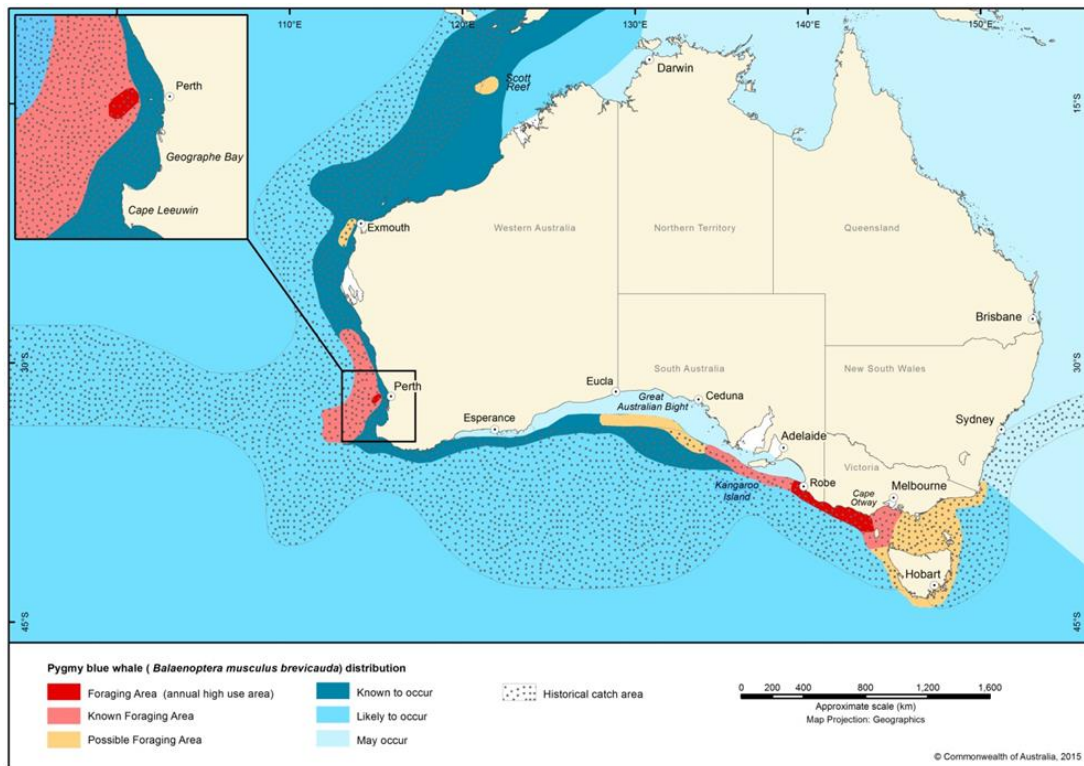 110°E
120°E
130°E
140°E
150°E
Perth
Geographe Bay
Cape Leeuwin
Scott
Reef
Darwin
15°S
Exmouth
Western Australia
Northern Territory
Queensland
Brisbane
30°S
30°S
Perth
Esperance
Eucla
South Australia
Great
Australian Bight
Ceduna
New South Wales
Sydney
Adelaide
Victoria
Kangaroo
Island
Robe
Cape
Otway
Melbourne
Hobart
45°S
45°S
Pygmy blue whale ( Balaenoptera musculus brevicauda) distribution
Foraging Area (annual high use area)
Known Foraging Area
Possible Foraging Area
Known to occur
Likely to occur
May occur
Historical catch area
0 200 400 800 1,200 1,600
Approximate scale (km)
Map Projection: Geographics
© Commonwealth of Australia, 2015